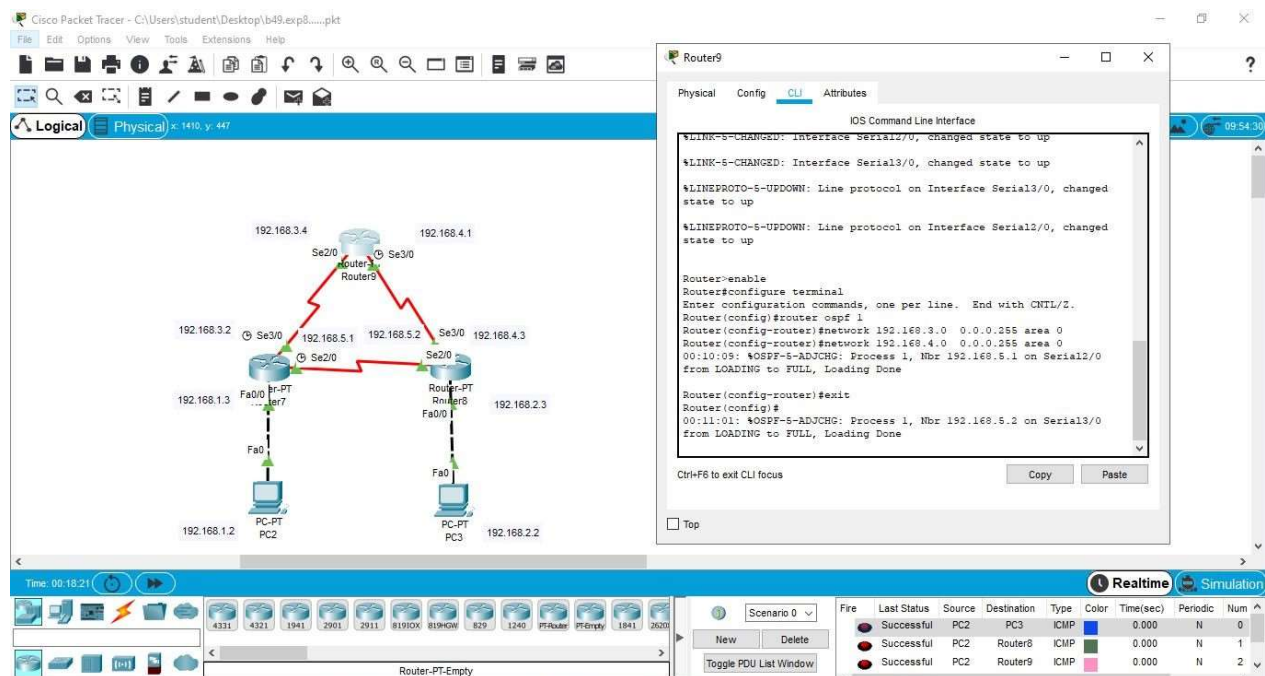 Cisco Packet Tracer - C:\Users\student\Desktop\b49.exp8......pkt
File Edit Options View Tools Extensions Help
?
Logical Physical x: 1410, y: 447
09:54:30
Router9
Physical Config CLI Attributes
IOS Command Line Interface
%LINK-5-CHANGED: Interface Serial2/0, changed state to up
%LINK-5-CHANGED: Interface Serial3/0, changed state to up
%LINEPROTO-5-UPDOWN: Line protocol on Interface Serial3/0, changed
state to up
%LINEPROTO-5-UPDOWN: Line protocol on Interface Serial2/0, changed
state to up
Router>enable
Router#configure terminal
Enter configuration commands, one per line. End with CNTL/Z.
Router(config)#router ospf 1
Router(config-router)#network 192.168.3.0 0.0.0.255 area 0
Router(config-router)#network 192.168.4.0 0.0.0.255 area 0
00:10:09: %OSPF-5-ADJCHG: Process 1, Nbr 192.168.5.1 on Serial2/0
from LOADING to FULL, Loading Done
Router(config-router)#exit
Router(config)#
00:11:01: %OSPF-5-ADJCHG: Process 1, Nbr 192.168.5.2 on Serial3/0
from LOADING to FULL, Loading Done
Ctrl+F6 to exit CLI focus
Copy Paste
Top
192.168.3.4
192.168.4.1
Se2/0
Se3/0
Router9
192.168.3.2
Se3/0
192.168.5.1
192.168.5.2
Se3/0
192.168.4.3
Se2/0
Se2/0
192.168.1.3
Fa0/0
Router-PT
Router8
Fa0/0
192.168.2.3
Fa0
Fa0
PC-PT
PC2
192.168.1.2
PC-PT
PC3
192.168.2.2
Time: 00:18:21
Realtime Simulation
4331 4321 1941 2901 2911 819IOX 819HGW 829 1240 PT-Router PT-Empty 1841
Router-PT-Empty
Scenario 0
New Delete
Toggle PDU List Window
Fire Last Status Source Destination Type Color Time(sec) Periodic Num
Successful PC2 PC3 ICMP 0.000 N 0
Successful PC2 Router8 ICMP 0.000 N 1
Successful PC2 Router9 ICMP 0.000 N 2